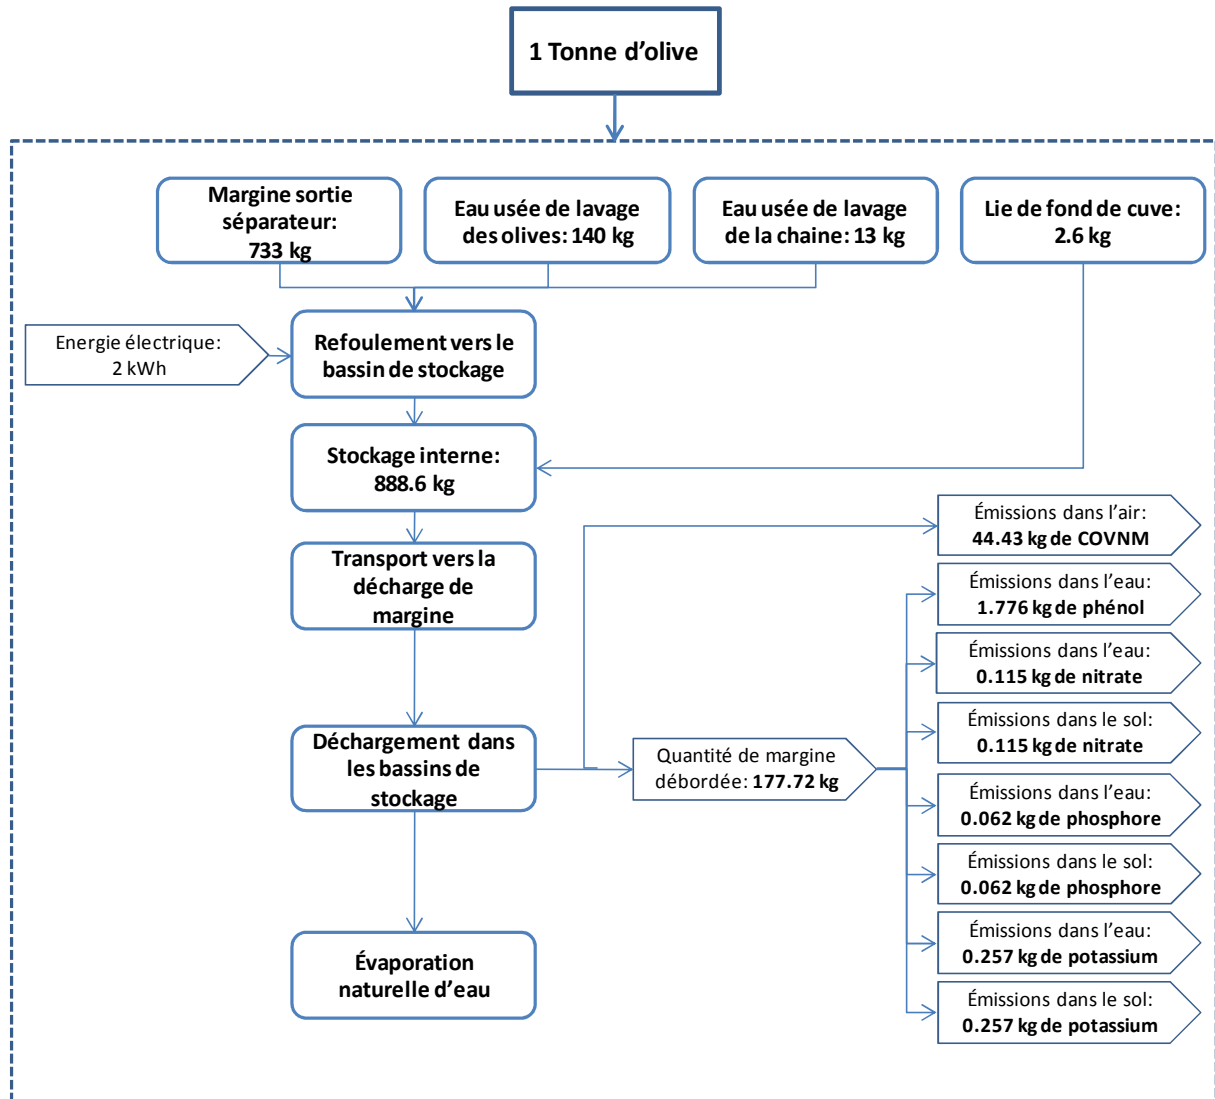 1 Tonne d’olive
Margine sortie
séparateur:
733 kg
Eau usée de lavage
des olives: 140 kg
Eau usée de lavage
de la chaine: 13 kg
Lie de fond de cuve:
2.6 kg
Energie électrique:
2 kWh
Refoulement vers le
bassin de stockage
Stockage interne:
888.6 kg
Transport vers la
décharge de
margine
Déchargement dans
les bassins de
stockage
Évaporation
naturelle d’eau
Quantité de margine
débordée: 177.72 kg
Émissions dans l’air:
44.43 kg de COVNM
Émissions dans l’eau:
1.776 kg de phénol
Émissions dans l’eau:
0.115 kg de nitrate
Émissions dans le sol:
0.115 kg de nitrate
Émissions dans l’eau:
0.062 kg de phosphore
Émissions dans le sol:
0.062 kg de phosphore
Émissions dans l’eau:
0.257 kg de potassium
Émissions dans le sol:
0.257 kg de potassium